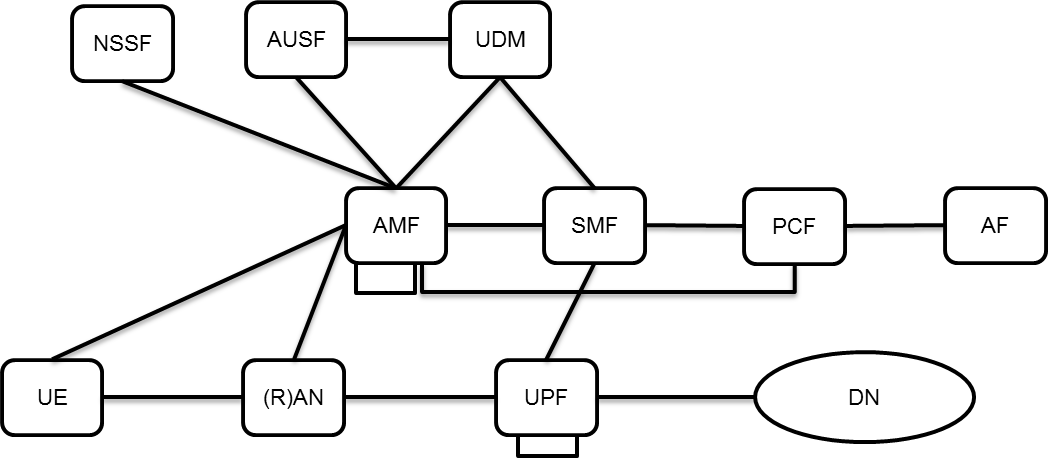 NSSF
AUSF
UDM
AMF
SMF
PCF
AF
UE
(R)AN
UPF
DN